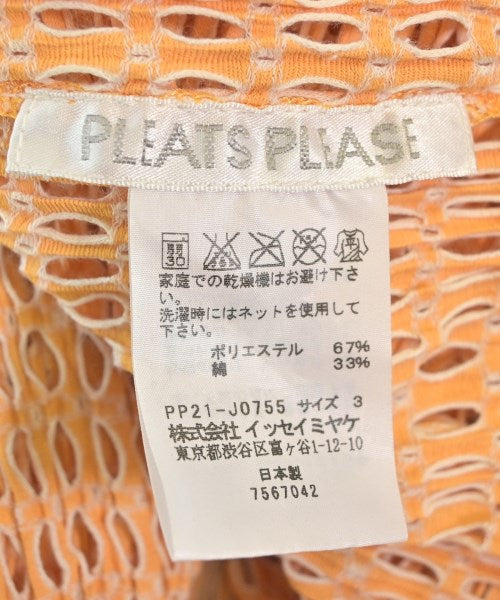 PLEATS PLEASE
家庭での乾燥機はお避け下さ
い。
洗濯時にはネットを使用して
下さい。
ポリエステル 67%
綿 33%
PP21-J0755 サイズ 3
株式会社 イッセイミヤケ
東京都渋谷区富ヶ谷1-12-10
日本製
7567042